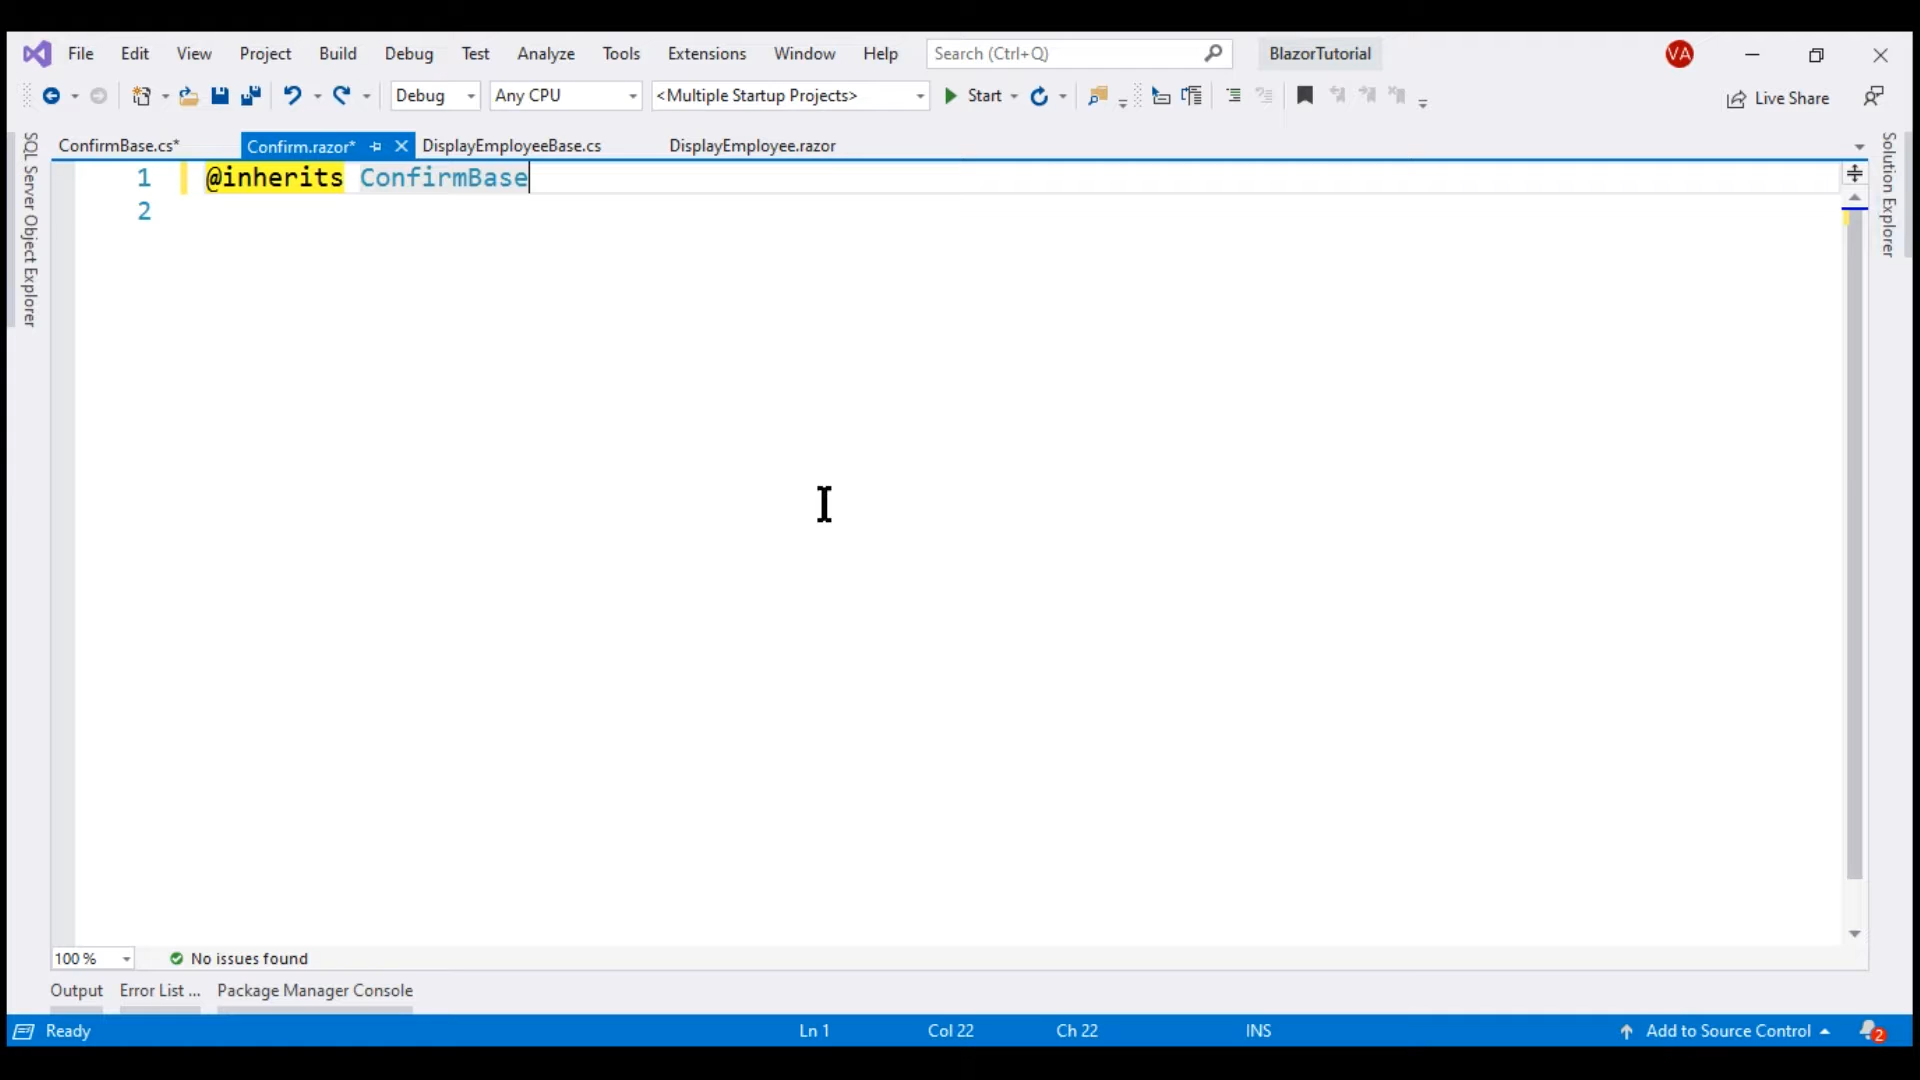 File Edit View Project Build Debug Test Analyze Tools Extensions Window Help Search (Ctrl+Q) BlazorTutorial VA
Debug Any CPU <Multiple Startup Projects> Start Live Share
SQL Server Object Explorer
ConfirmBase.cs* Confirm.razor* DisplayEmployeeBase.cs DisplayEmployee.razor
Solution Explorer
1 @inherits ConfirmBase
2
100 % No issues found
Output Error List ... Package Manager Console
Ready Ln 1 Col 22 Ch 22 INS Add to Source Control 2